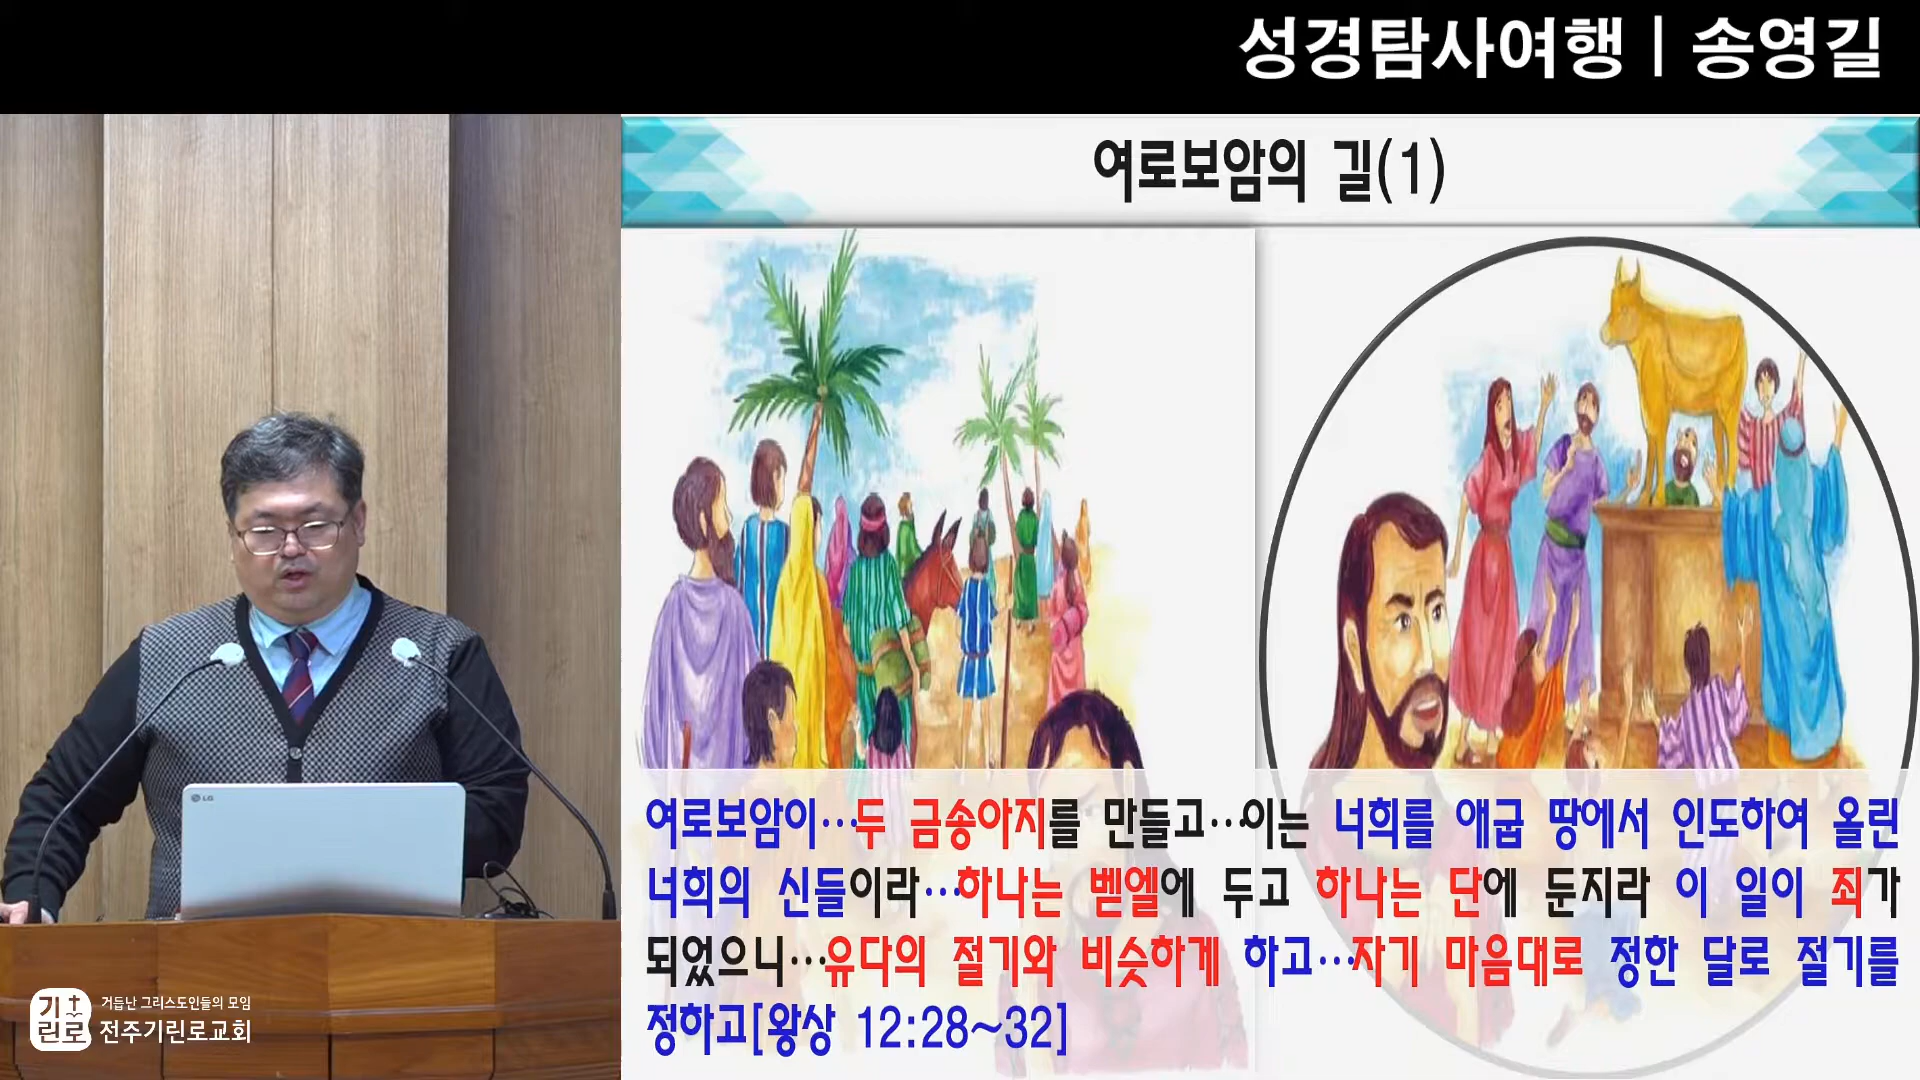 성경탐사여행 | 송영길
여로보암의 길(1)
LG
여로보암이…두 금송아지를 만들고…이는 너희를 애굽 땅에서 인도하여 올린
너희의 신들이라…하나는 벧엘에 두고 하나는 단에 둔지라 이 일이 죄가
되었으니…유다의 절기와 비슷하게 하고…자기 마음대로 정한 달로 절기를
정하고[왕상 12:28~32]
기린로
거듭난 그리스도인들의 모임
전주기린로교회